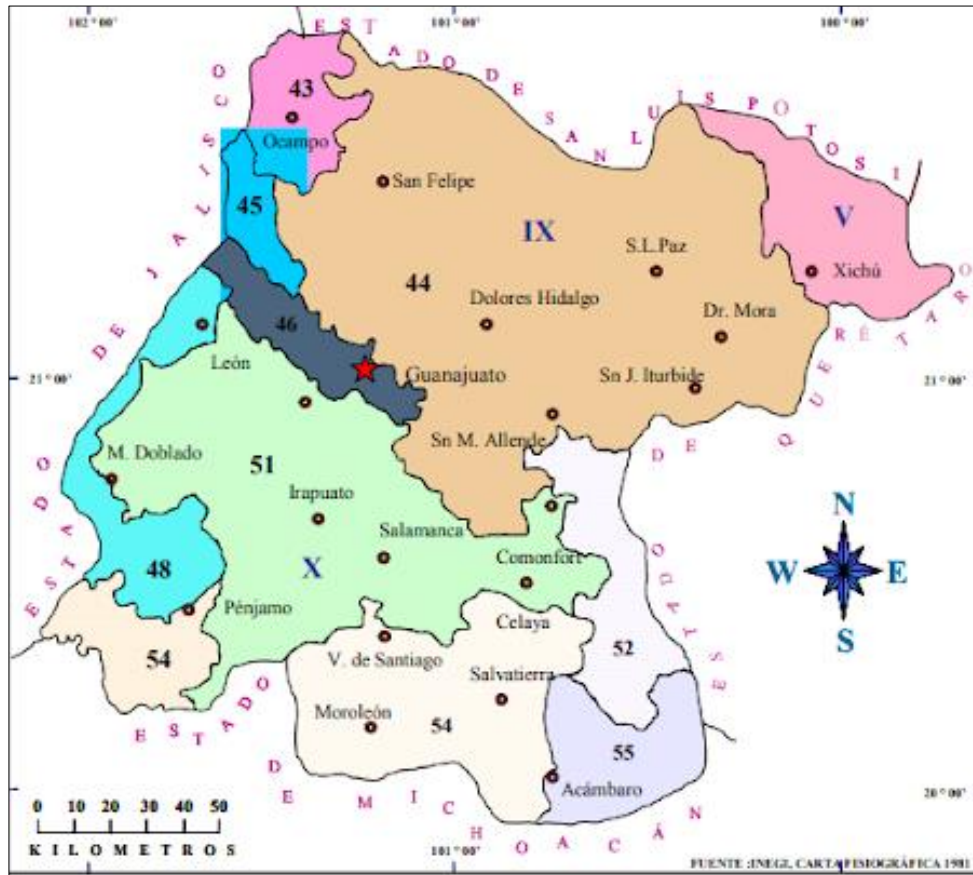 102 º 00'
101 º 00'
100 º 00'
ESTADO DE SAN LUIS POTOSI
ESTADO DE JALISCO
43
Ocampo
45
San Felipe
IX
V
S.L.Paz
Xichú
44
Dolores Hidalgo
Dr. Mora
46
León
Guanajuato
Sn J. Iturbide
21 º 00'
21 º 00'
ESTADO DE QUERÉTARO
Sn M. Allende
M. Doblado
51
Irapuato
Salamanca
N
48
X
Comonfort
W
E
Pénjamo
S
54
Celaya
52
V. de Santiago
Salvatierra
Moroleón
54
55
Acámbaro
ESTADO DE MICHOACÁN
20 º 00'
0 10 20 30 40 50
KILOMETROS
101 º 00'
FUENTE :INEGI, CARTA FISIOGRÁFICA 1981